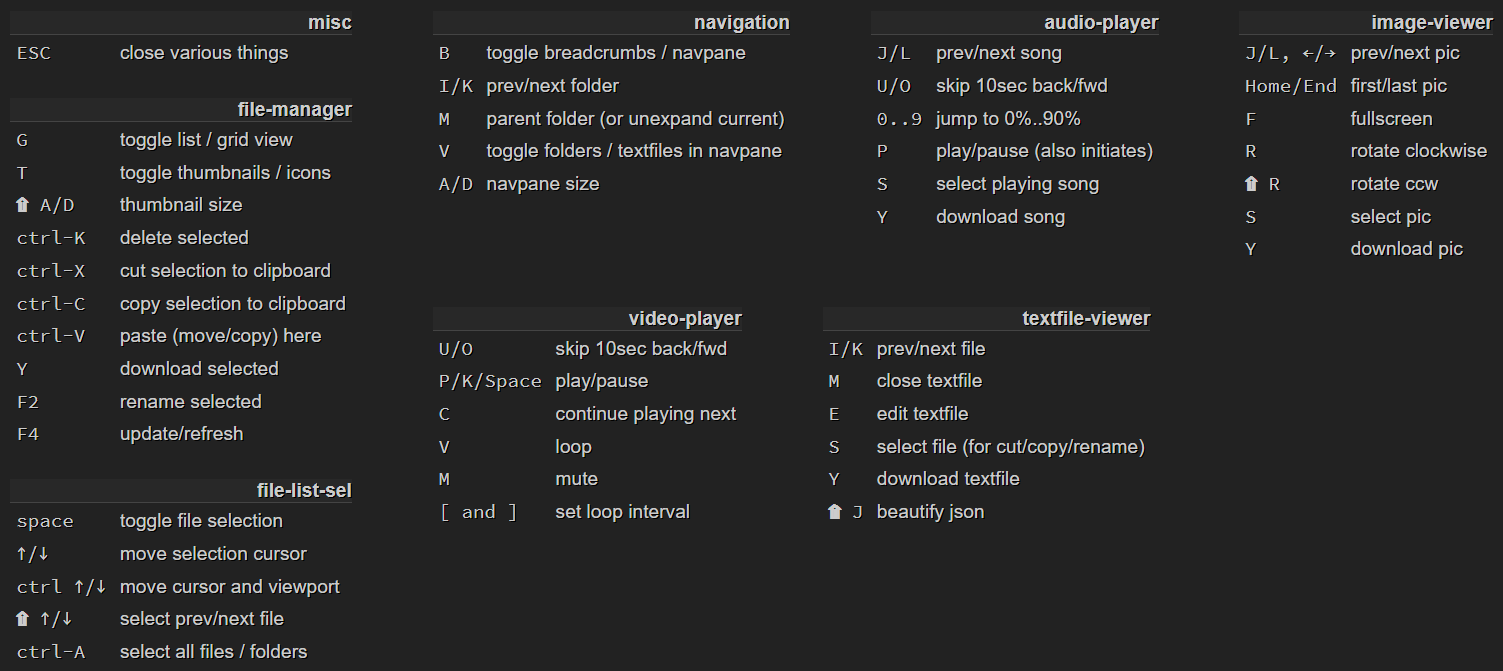 misc
ESC close various things
file-manager
G toggle list / grid view
T toggle thumbnails / icons
⇧ A/D thumbnail size
ctrl-K delete selected
ctrl-X cut selection to clipboard
ctrl-C copy selection to clipboard
ctrl-V paste (move/copy) here
Y download selected
F2 rename selected
F4 update/refresh
file-list-sel
space toggle file selection
↑/↓ move selection cursor
ctrl ↑/↓ move cursor and viewport
⇧ ↑/↓ select prev/next file
ctrl-A select all files / folders
navigation
B toggle breadcrumbs / navpane
I/K prev/next folder
M parent folder (or unexpand current)
V toggle folders / textfiles in navpane
A/D navpane size
audio-player
J/L prev/next song
U/O skip 10sec back/fwd
0..9 jump to 0%..90%
P play/pause (also initiates)
S select playing song
Y download song
image-viewer
J/L, ←/→ prev/next pic
Home/End first/last pic
F fullscreen
R rotate clockwise
⇧ R rotate ccw
S select pic
Y download pic
video-player
U/O skip 10sec back/fwd
P/K/Space play/pause
C continue playing next
V loop
M mute
[ and ] set loop interval
textfile-viewer
I/K prev/next file
M close textfile
E edit textfile
S select file (for cut/copy/rename)
Y download textfile
⇧ J beautify json